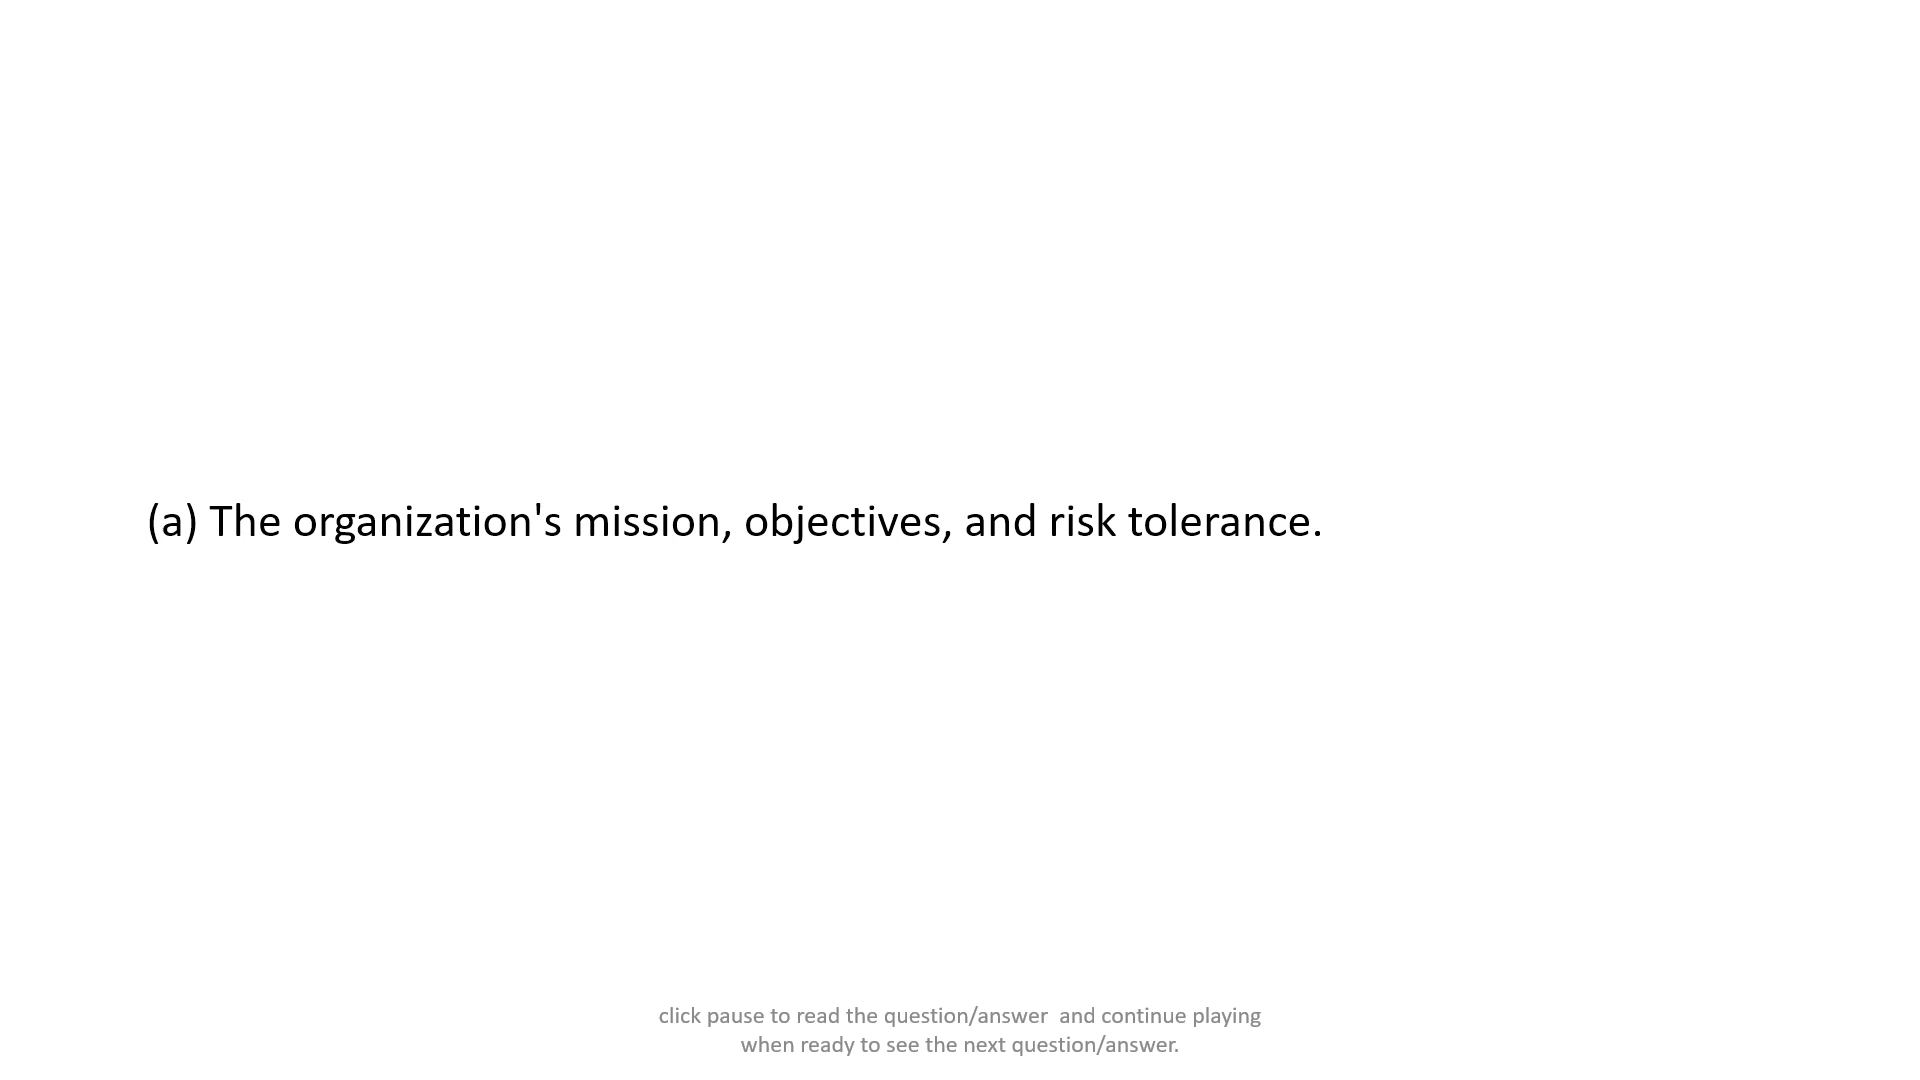 (a) The organization's mission, objectives, and risk tolerance.
click pause to read the question/answer  and continue playing
when ready to see the next question/answer.